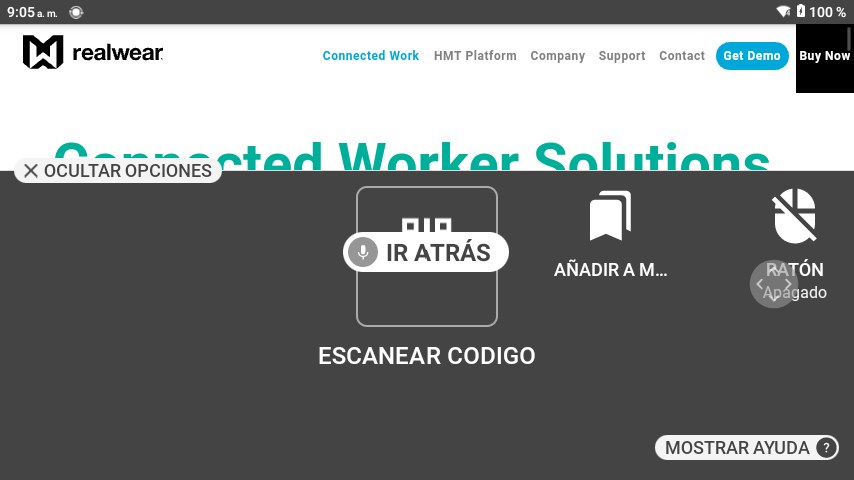 9:05 a. m.
100 %
realwear
Connected Work HMT Platform Company Support Contact Get Demo Buy Now
Connected Worker Solutions
OCULTAR OPCIONES
IR ATRÁS
AÑADIR A M...
RATÓN
Apagado
ESCANEAR CODIGO
MOSTRAR AYUDA ?